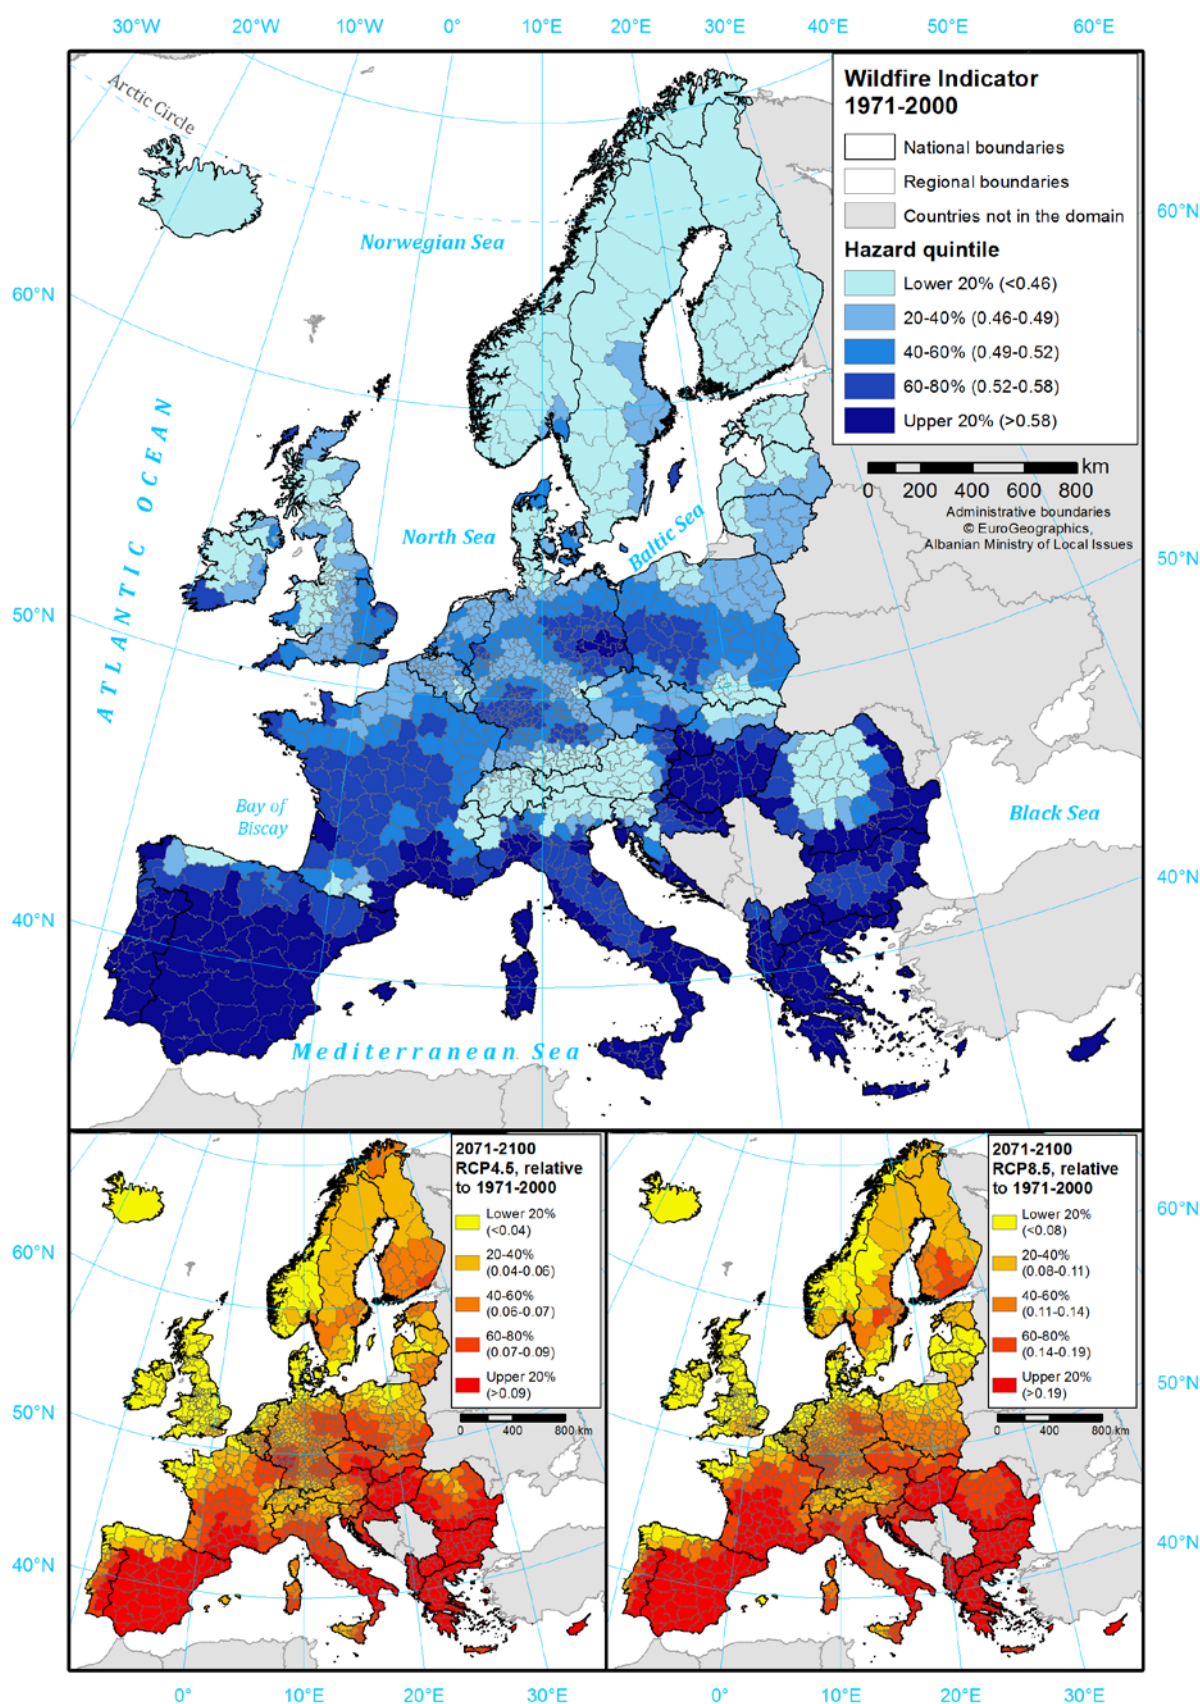 30°W 20°W 10°W 0° 10°E 20°E 30°E 40°E 50°E 60°E
Arctic Circle
Wildfire Indicator
1971-2000
National boundaries
Regional boundaries
Countries not in the domain
Hazard quintile
Lower 20% (<0.46)
20-40% (0.46-0.49)
40-60% (0.49-0.52)
60-80% (0.52-0.58)
Upper 20% (>0.58)
km
0 200 400 600 800
Administrative boundaries
© EuroGeographics,
Albanian Ministry of Local Issues
60°N
60°N
50°N
50°N
40°N
40°N
Norwegian Sea
ATLANTIC OCEAN
North Sea
Baltic Sea
Bay of
Biscay
Black Sea
Mediterranean Sea
2071-2100
RCP4.5, relative
to 1971-2000
Lower 20%
(<0.04)
20-40%
(0.04-0.06)
40-60%
(0.06-0.07)
60-80%
(0.07-0.09)
Upper 20%
(>0.09)
0 400 800 km
2071-2100
RCP8.5, relative
to 1971-2000
Lower 20%
(<0.08)
20-40%
(0.08-0.11)
40-60%
(0.11-0.14)
60-80%
(0.14-0.19)
Upper 20%
(>0.19)
0 400 800 km
60°N
60°N
50°N
50°N
40°N
40°N
0° 10°E 20°E 30°E 0° 10°E 20°E 30°E